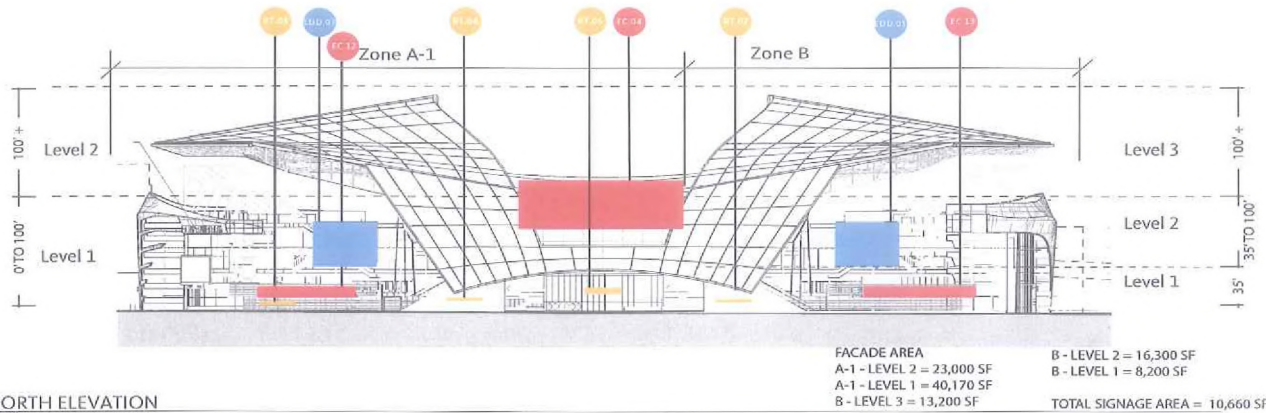 Zone A-1
Zone B
Level 2
Level 1
100' +
0' TO 100'
Level 3
Level 2
Level 1
100' +
35' TO 100'
35'
FACADE AREA
A-1 - LEVEL 2 = 23,000 SF
A-1 - LEVEL 1 = 40,170 SF
B - LEVEL 3 = 13,200 SF
B - LEVEL 2 = 16,300 SF
B - LEVEL 1 = 8,200 SF
TOTAL SIGNAGE AREA = 10,660 SF
ORTH ELEVATION